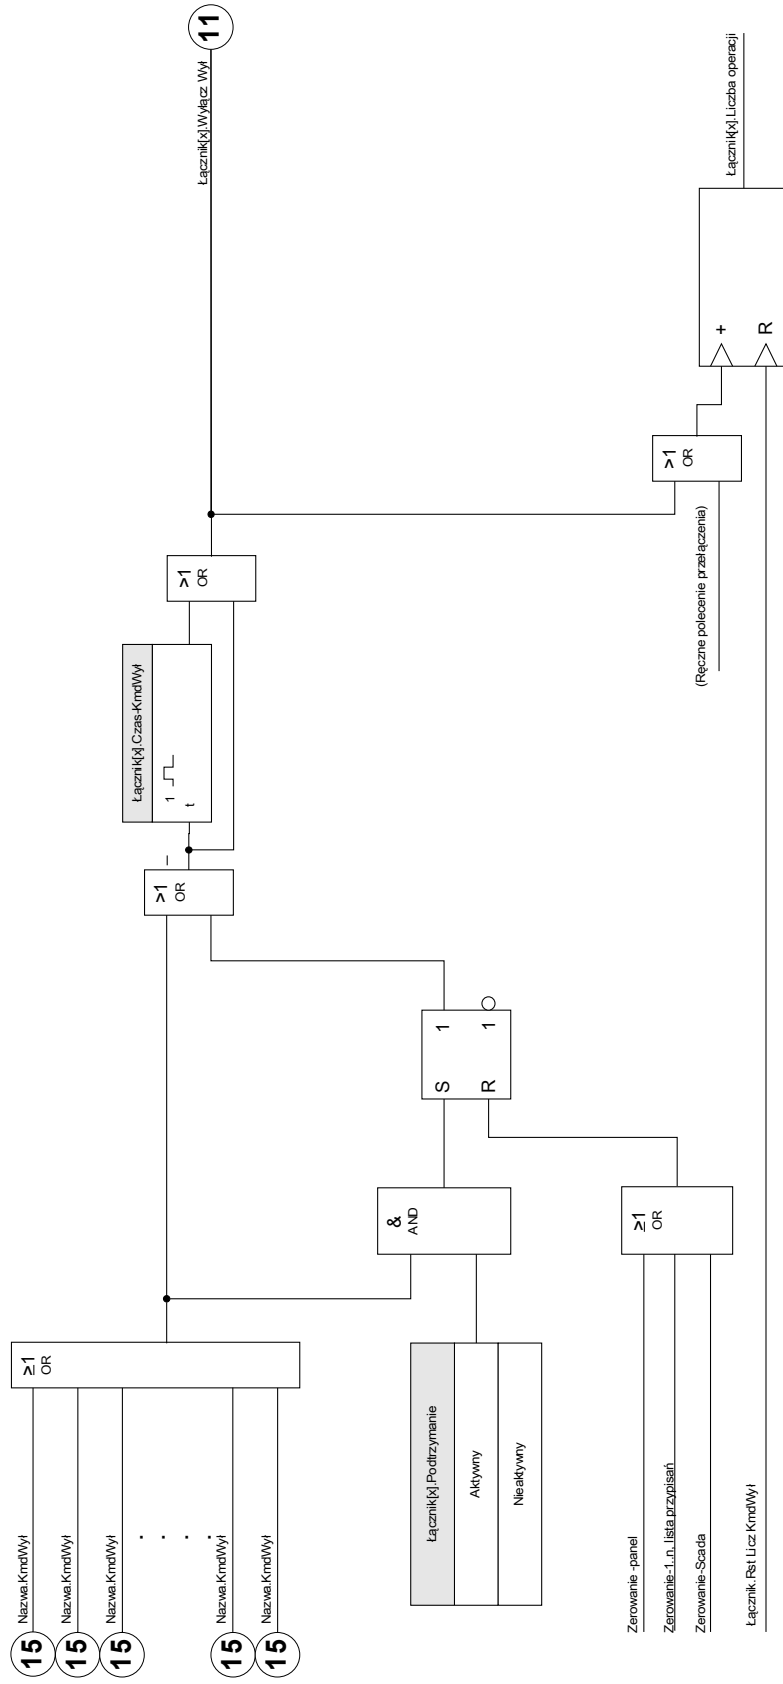 15 Nazwa.KmdWył
15 Nazwa.KmdWył
15 Nazwa.KmdWył
. . . .
15 Nazwa.KmdWył
15 Nazwa.KmdWył
≥1
OR
Łącznik[x].Podtrzymanie
Aktywny
Nieaktywny
&
AND
Zerowanie -panel
Zerowanie-1..n, lista przypisań
Zerowanie-Scada
≥1
OR
S 1
R 1
>1
OR
Łącznik[x].Czas-KmdWył
1
t
>1
OR
Łącznik[x].Wyłącz Wył
11
(Ręczne polecenie przełączenia)
>1
OR
Łącznik.Rst Licz KmdWył
+
R
Łącznik[x].Liczba operacji